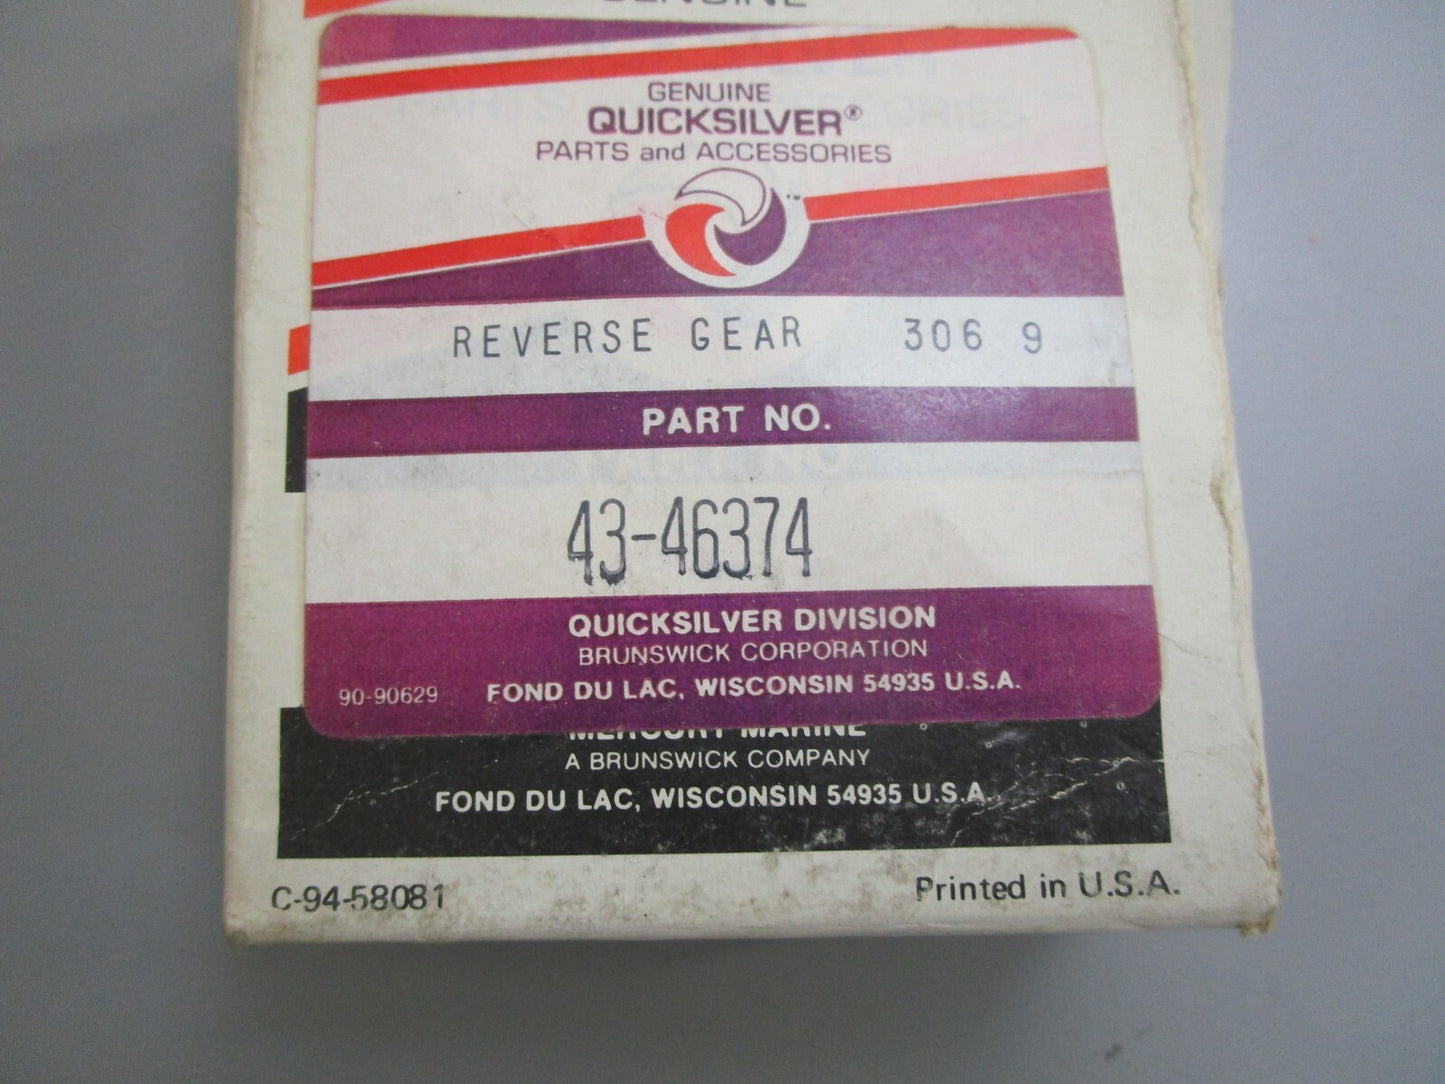 GENUINE
GENUINE
QUICKSILVER®
PARTS and ACCESSORIES
REVERSE GEAR 306 9
PART NO.
43-46374
QUICKSILVER DIVISION
BRUNSWICK CORPORATION
90-90629 FOND DU LAC, WISCONSIN 54935 U.S.A.
MERCURY MARINE
A BRUNSWICK COMPANY
FOND DU LAC, WISCONSIN 54935 U.S.A.
C-94-58081 Printed in U.S.A.